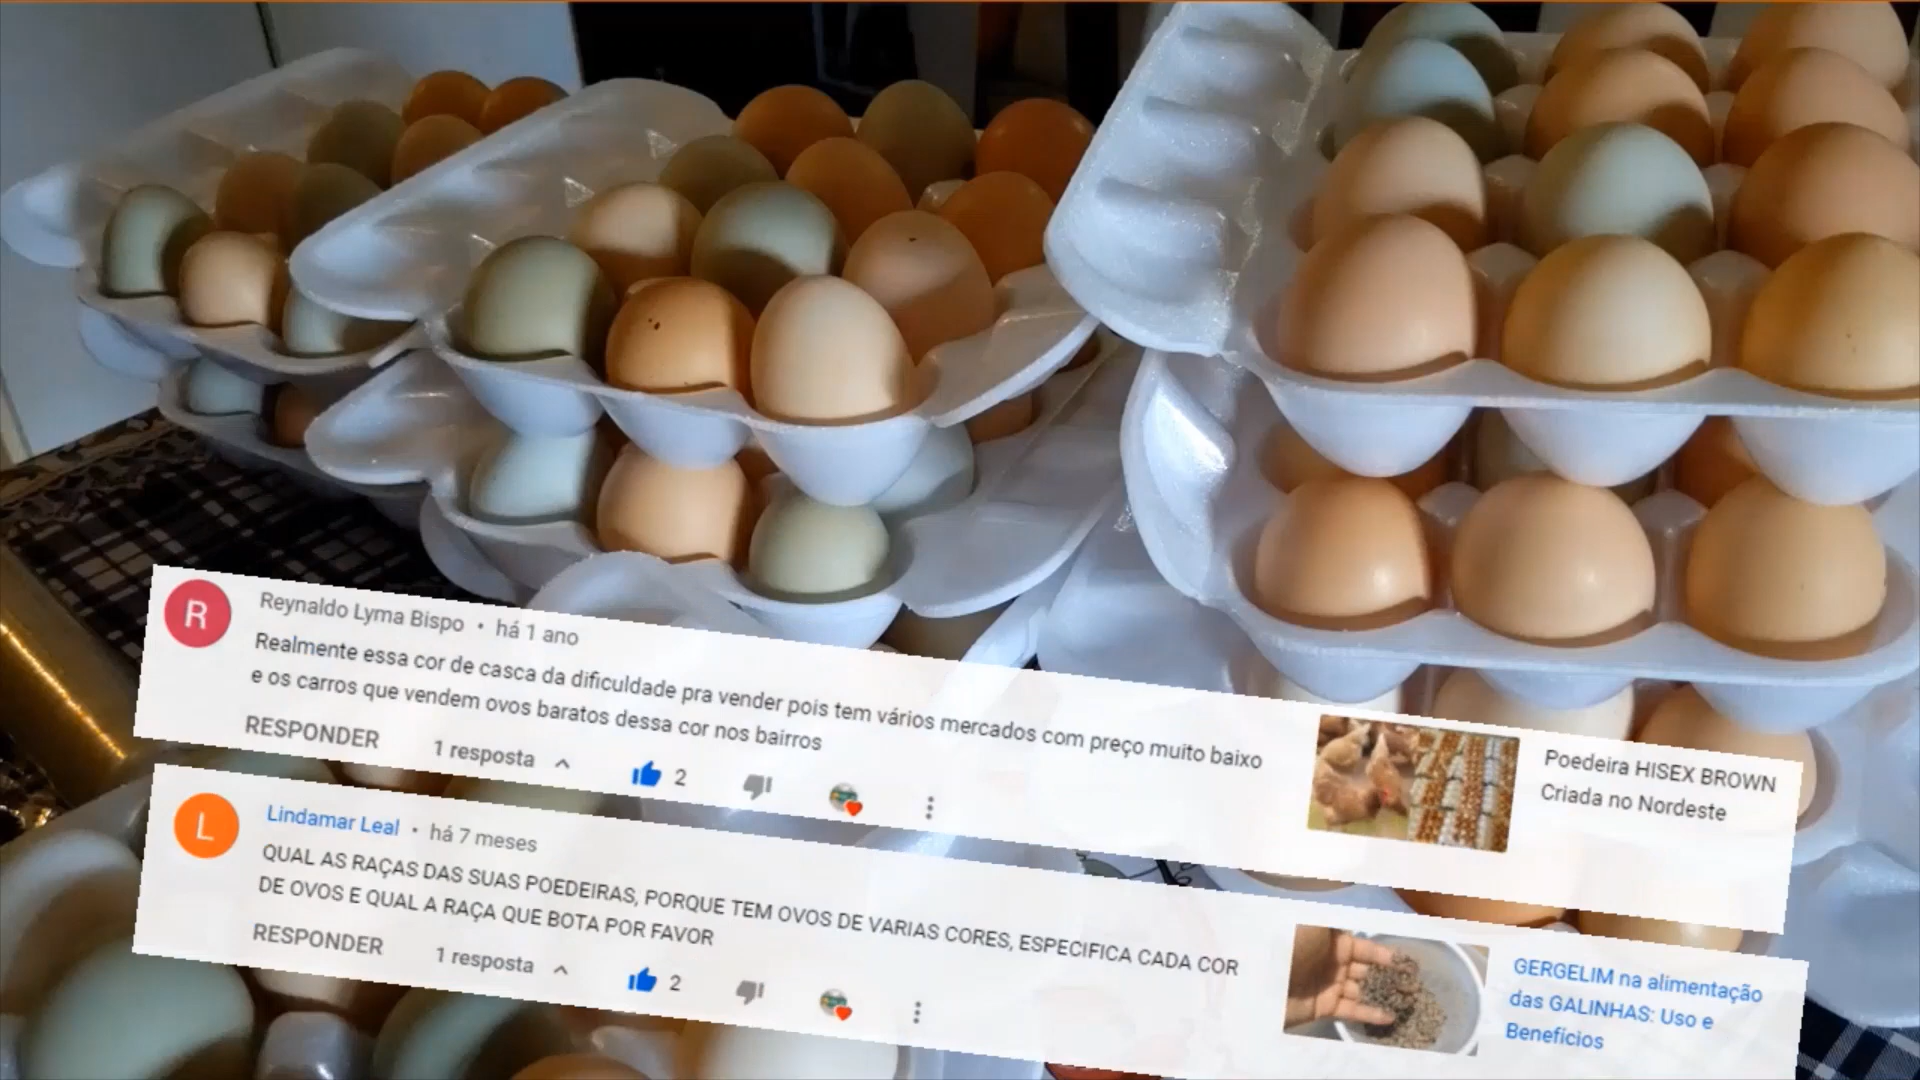 R
Reynaldo Lyma Bispo • há 1 ano
Realmente essa cor de casca da dificuldade pra vender pois tem vários mercados com preço muito baixo
e os carros que vendem ovos baratos dessa cor nos bairros
RESPONDER
1 resposta
2
Poedeira HISEX BROWN
Criada no Nordeste
L
Lindamar Leal • há 7 meses
QUAL AS RAÇAS DAS SUAS POEDEIRAS, PORQUE TEM OVOS DE VARIAS CORES, ESPECIFICA CADA COR
DE OVOS E QUAL A RAÇA QUE BOTA POR FAVOR
RESPONDER
1 resposta
2
GERGELIM na alimentação
das GALINHAS: Uso e
Benefícios